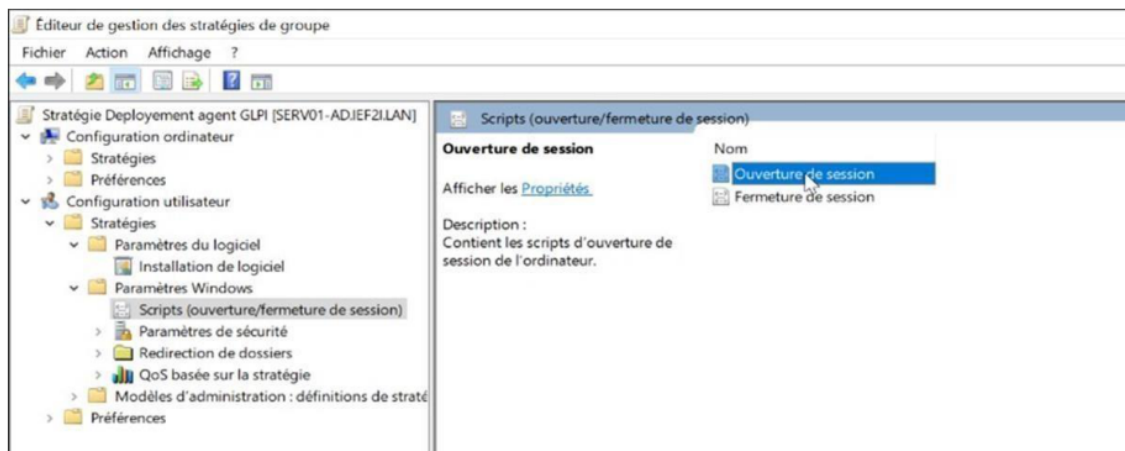 Éditeur de gestion des stratégies de groupe
Fichier Action Affichage ?
Stratégie Deployement agent GLPI [SERV01-AD.JEF2I.LAN]
Configuration ordinateur
Stratégies
Préférences
Configuration utilisateur
Stratégies
Paramètres du logiciel
Installation de logiciel
Paramètres Windows
Scripts (ouverture/fermeture de session)
Paramètres de sécurité
Redirection de dossiers
QoS basée sur la stratégie
Modèles d'administration : définitions de straté
Préférences
Scripts (ouverture/fermeture de session)
Ouverture de session
Afficher les Propriétés
Description :
Contient les scripts d'ouverture de
session de l'ordinateur.
Nom
Ouverture de session
Fermeture de session